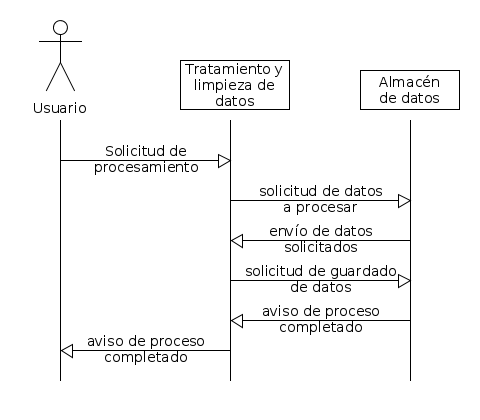 Usuario
Tratamiento y
limpieza de
datos
Almacén
de datos
Solicitud de
procesamiento
solicitud de datos
a procesar
envío de datos
solicitados
solicitud de guardado
de datos
aviso de proceso
completado
aviso de proceso
completado